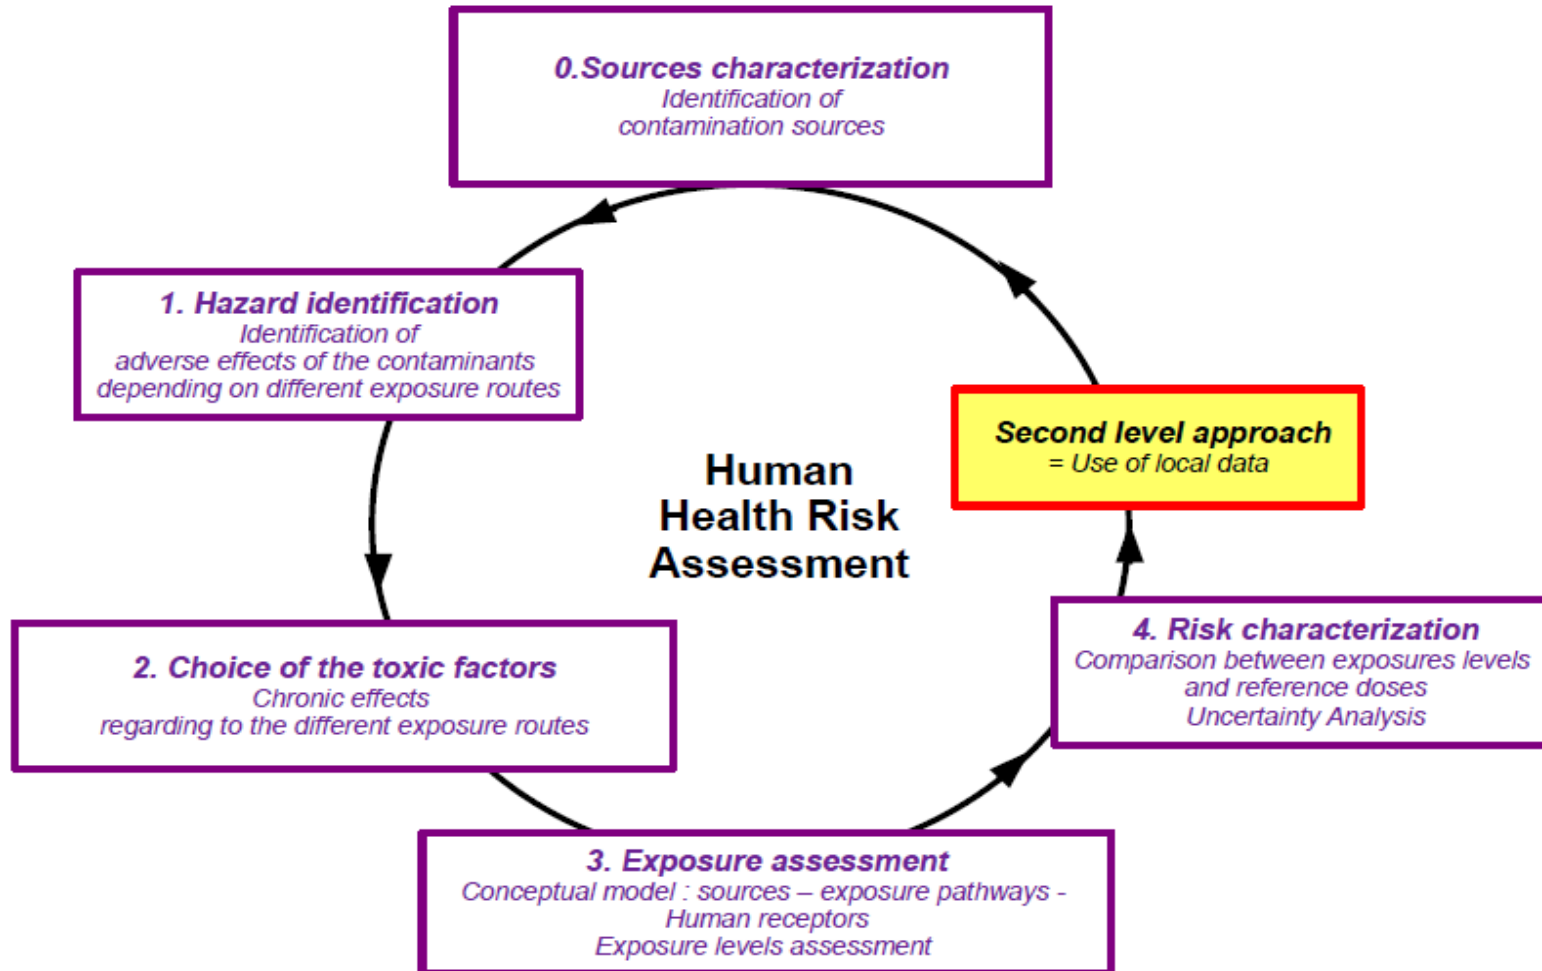 0.Sources characterization
Identification of
contamination sources
1. Hazard identification
Identification of
adverse effects of the contaminants
depending on different exposure routes
Second level approach
= Use of local data
Human
Health Risk
Assessment
2. Choice of the toxic factors
Chronic effects
regarding to the different exposure routes
4. Risk characterization
Comparison between exposures levels
and reference doses
Uncertainty Analysis
3. Exposure assessment
Conceptual model : sources – exposure pathways -
Human receptors
Exposure levels assessment